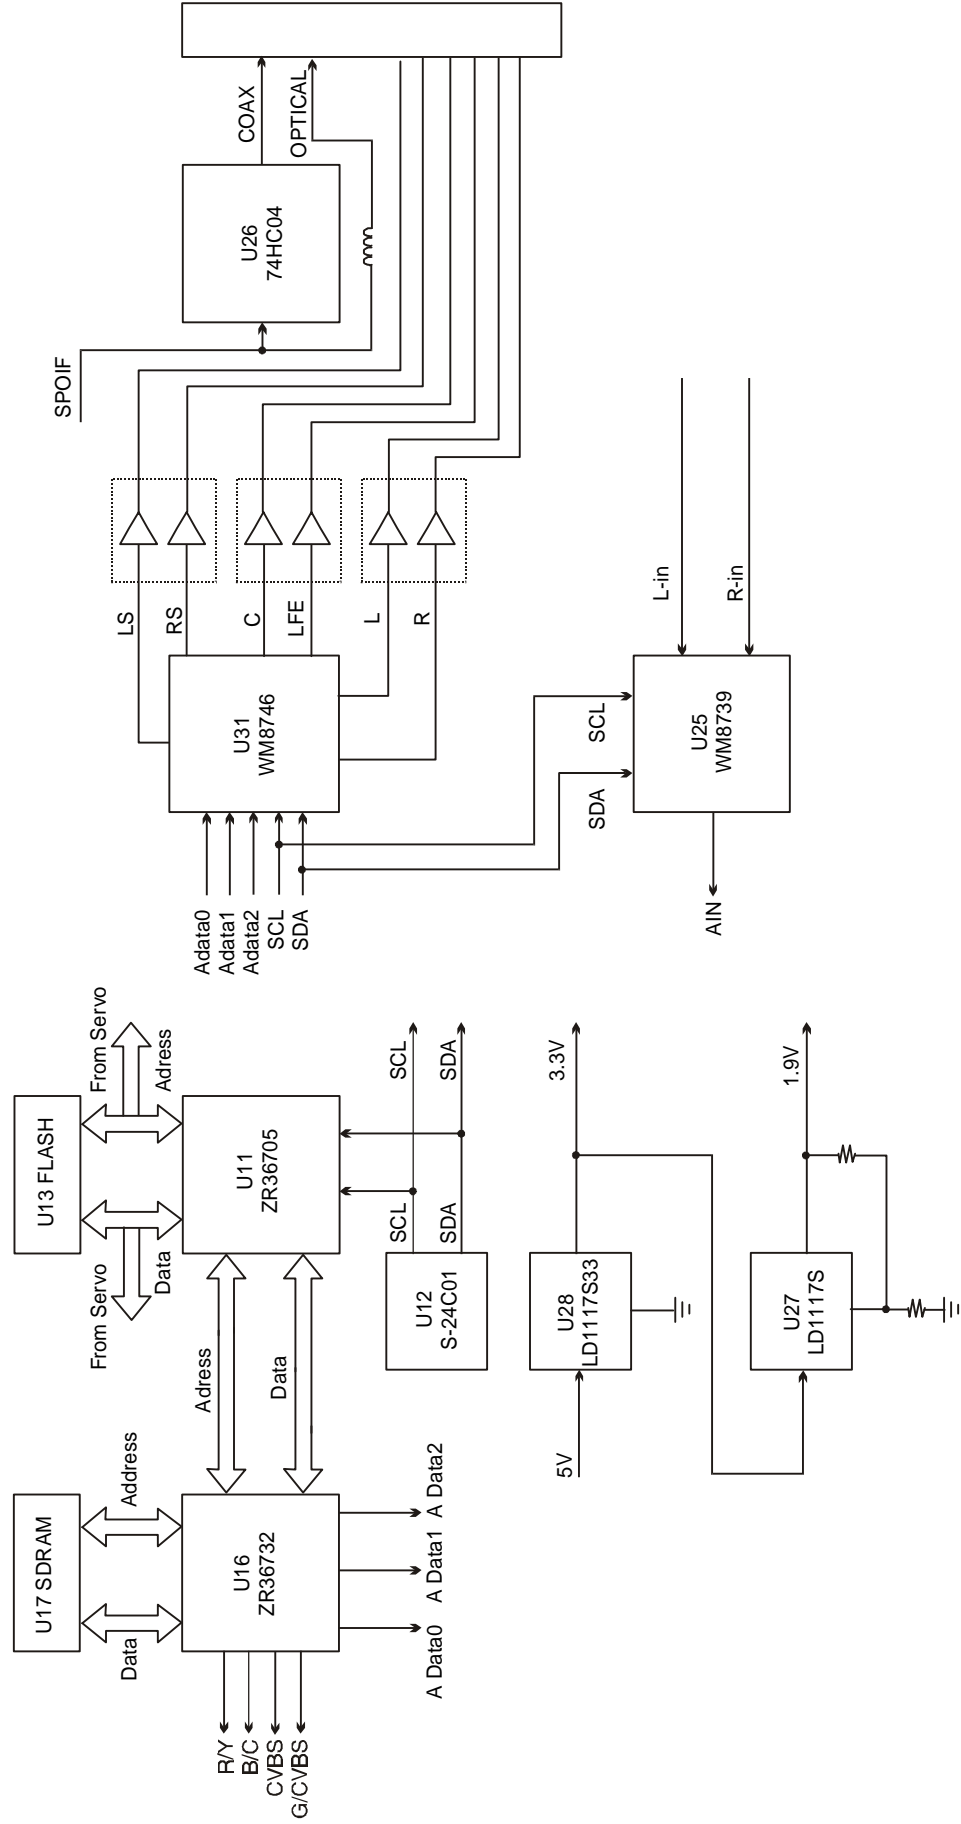 U17 SDRAM
Data
Address
R/Y
B/C
CVBS
G/CVBS
U16
ZR36732
A Data0
A Data1
A Data2
Adress
Data
U13 FLASH
From Servo
Data
From Servo
Adress
U11
ZR36705
U12
S-24C01
SCL
SDA
SCL
SDA
5V
U28
LD1117S33
3.3V
U27
LD1117S
1.9V
Adata0
Adata1
Adata2
SCL
SDA
U31
WM8746
LS
RS
C
LFE
L
R
SPOIF
U26
74HC04
COAX
OPTICAL
SDA
SCL
AIN
U25
WM8739
L-in
R-in